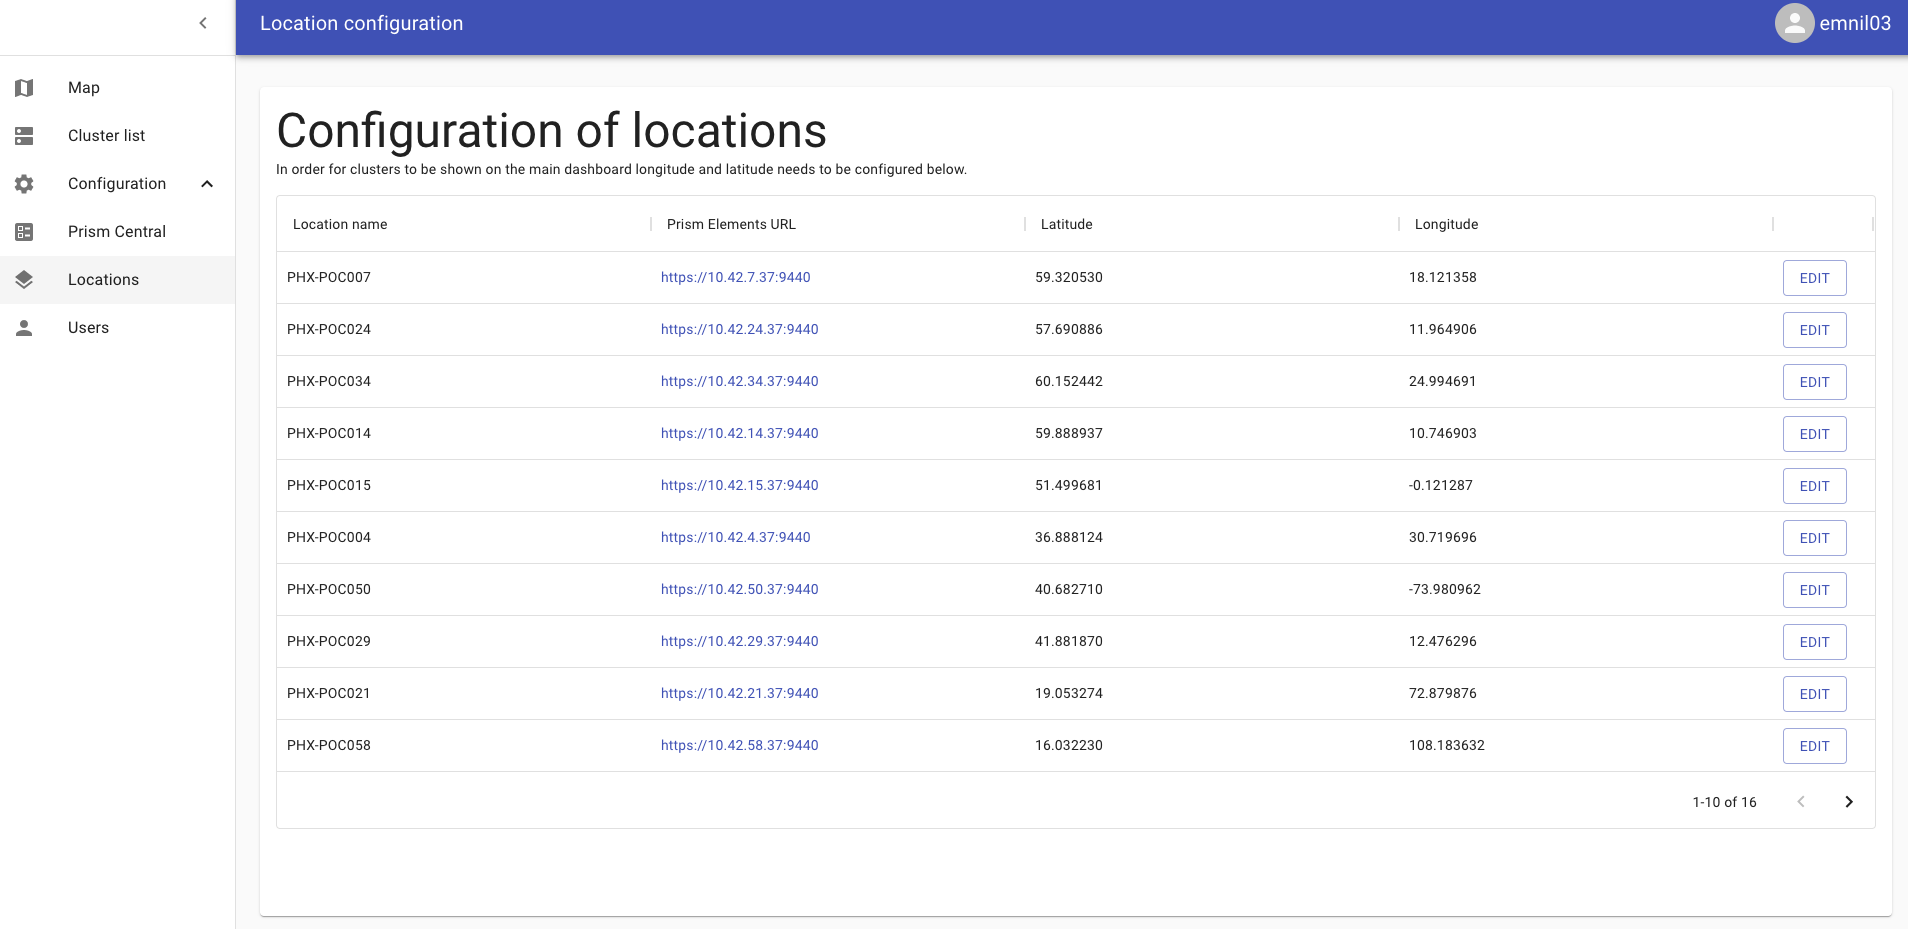 Location configuration
emnil03
Map
Cluster list
Configuration
Prism Central
Locations
Users
Configuration of locations
In order for clusters to be shown on the main dashboard longitude and latitude needs to be configured below.
Location name Prism Elements URL Latitude Longitude
PHX-POC007 https://10.42.7.37:9440 59.320530 18.121358 EDIT
PHX-POC024 https://10.42.24.37:9440 57.690886 11.964906 EDIT
PHX-POC034 https://10.42.34.37:9440 60.152442 24.994691 EDIT
PHX-POC014 https://10.42.14.37:9440 59.888937 10.746903 EDIT
PHX-POC015 https://10.42.15.37:9440 51.499681 -0.121287 EDIT
PHX-POC004 https://10.42.4.37:9440 36.888124 30.719696 EDIT
PHX-POC050 https://10.42.50.37:9440 40.682710 -73.980962 EDIT
PHX-POC029 https://10.42.29.37:9440 41.881870 12.476296 EDIT
PHX-POC021 https://10.42.21.37:9440 19.053274 72.879876 EDIT
PHX-POC058 https://10.42.58.37:9440 16.032230 108.183632 EDIT
1-10 of 16